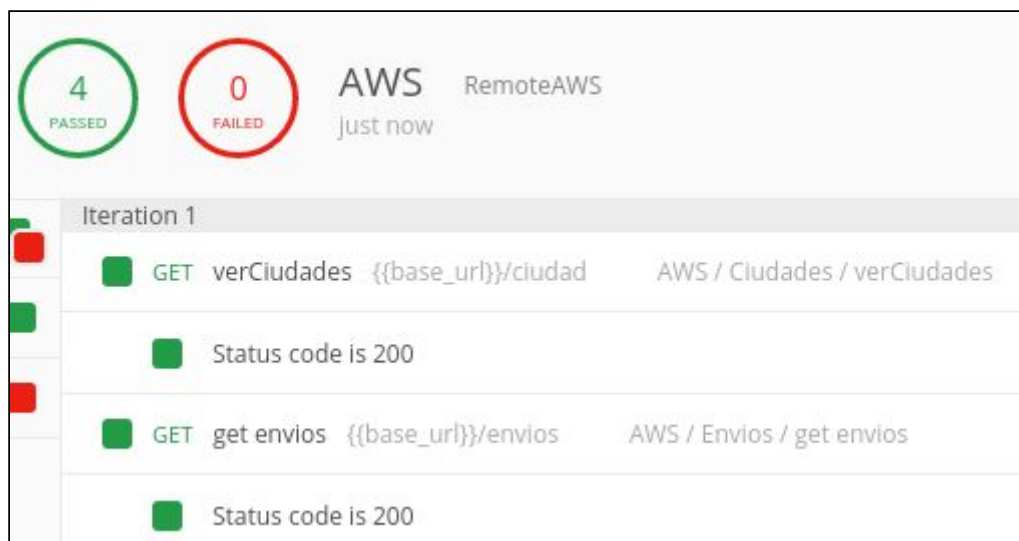 4 PASSED
0 FAILED
AWS RemoteAWS
just now
Iteration 1
GET verCiudades {{base_url}}/ciudad AWS / Ciudades / verCiudades
Status code is 200
GET get envios {{base_url}}/envios AWS / Envios / get envios
Status code is 200